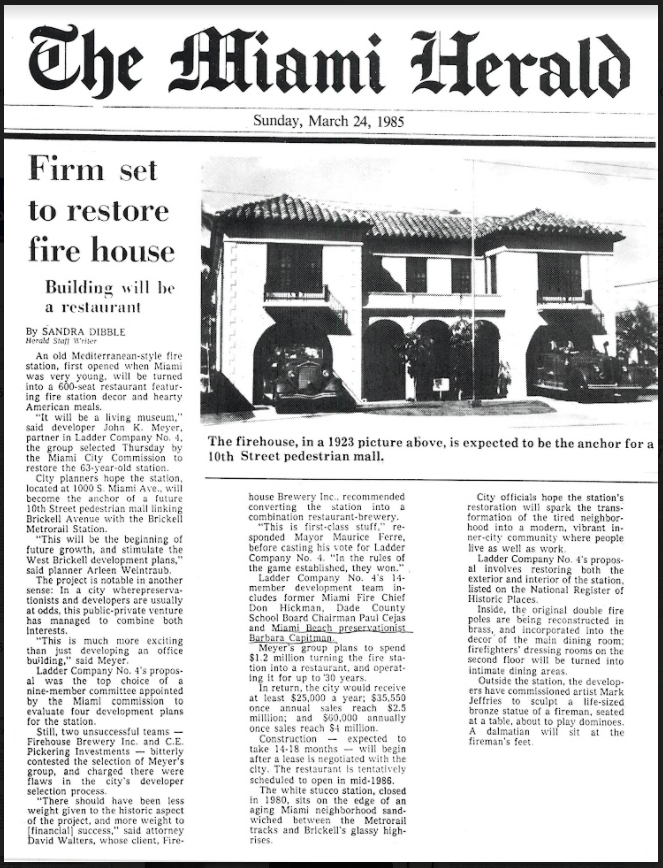 The Miami Herald
Sunday, March 24, 1985
Firm set
to restore
fire house
Building will be
a restaurant
By SANDRA DIBBLE
Herald Staff Writer
An old Mediterranean-style fire
station, first opened when Miami
was very young, will be turned
into a 600-seat restaurant featur-
ing fire station decor and hearty
American meals.
"It will be a living museum,"
said developer John K. Meyer,
partner in Ladder Company No. 4,
the group selected Thursday by
the Miami City Commission to
restore the 63-year-old station.
City planners hope the station,
located at 1000 S. Miami Ave., will
become the anchor of a future
10th Street pedestrian mall linking
Brickell Avenue with the Brickell
Metrorail Station.
"This will be the beginning of
future growth, and stimulate the
West Brickell development plans,"
said planner Arleen Weintraub.
The project is notable in another
sense: In a city wherepreserva-
tionists and developers are usually
at odds, this public-private venture
has managed to combine both
interests.
"This is much more exciting
than just developing an office
building," said Meyer.
Ladder Company No. 4's propos-
al was the top choice of a
nine-member committee appointed
by the Miami commission to
evaluate four development plans
for the station.
Still, two unsuccessful teams —
Firehouse Brewery Inc. and C.E.
Pickering Investments — bitterly
contested the selection of Meyer's
group, and charged there were
flaws in the city's developer
selection process.
"There should have been less
weight given to the historic aspect
of the project, and more weight to
[financial] success," said attorney
David Walters, whose client, Fire-
The firehouse, in a 1923 picture above, is expected to be the anchor for a
10th Street pedestrian mall.
house Brewery Inc., recommended
converting the station into a
combination restaurant-brewery.
"This is first-class stuff," re-
sponded Mayor Maurice Ferre,
before casting his vote for Ladder
Company No. 4. "In the rules of
the game established, they won."
Ladder Company No. 4's 14-
member development team in-
cludes former Miami Fire Chief
Don Hickman, Dade County
School Board Chairman Paul Cejas
and Miami Beach preservationist
Barbara Capitman.
Meyer's group plans to spend
$1.2 million turning the fire sta-
tion into a restaurant, and operat-
ing it for up to 30 years.
In return, the city would receive
at least $25,000 a year; $35,550
once annual sales reach $2.5
million; and $60,000 annually
once sales reach $4 million.
Construction — expected to
take 14-18 months — will begin
after a lease is negotiated with the
city. The restaurant is tentatively
scheduled to open in mid-1986.
The white stucco station, closed
in 1980, sits on the edge of an
aging Miami neighborhood sand-
wiched between the Metrorail
tracks and Brickell's glassy high-
rises.
City officials hope the station's
restoration will spark the trans-
formation of the tired neighbor-
hood into a modern, vibrant in-
ner-city community where people
live as well as work.
Ladder Company No. 4's propos-
al involves restoring both the
exterior and interior of the station,
listed on the National Register of
Historic Places.
Inside, the original double fire
poles are being reconstructed in
brass, and incorporated into the
decor of the main dining room;
firefighters' dressing rooms on the
second floor will be turned into
intimate dining areas.
Outside the station, the develop-
ers have commissioned artist Mark
Jeffries to sculpt a life-sized
bronze statue of a fireman, seated
at a table, about to play dominoes.
A dalmatian will sit at the
fireman's feet.